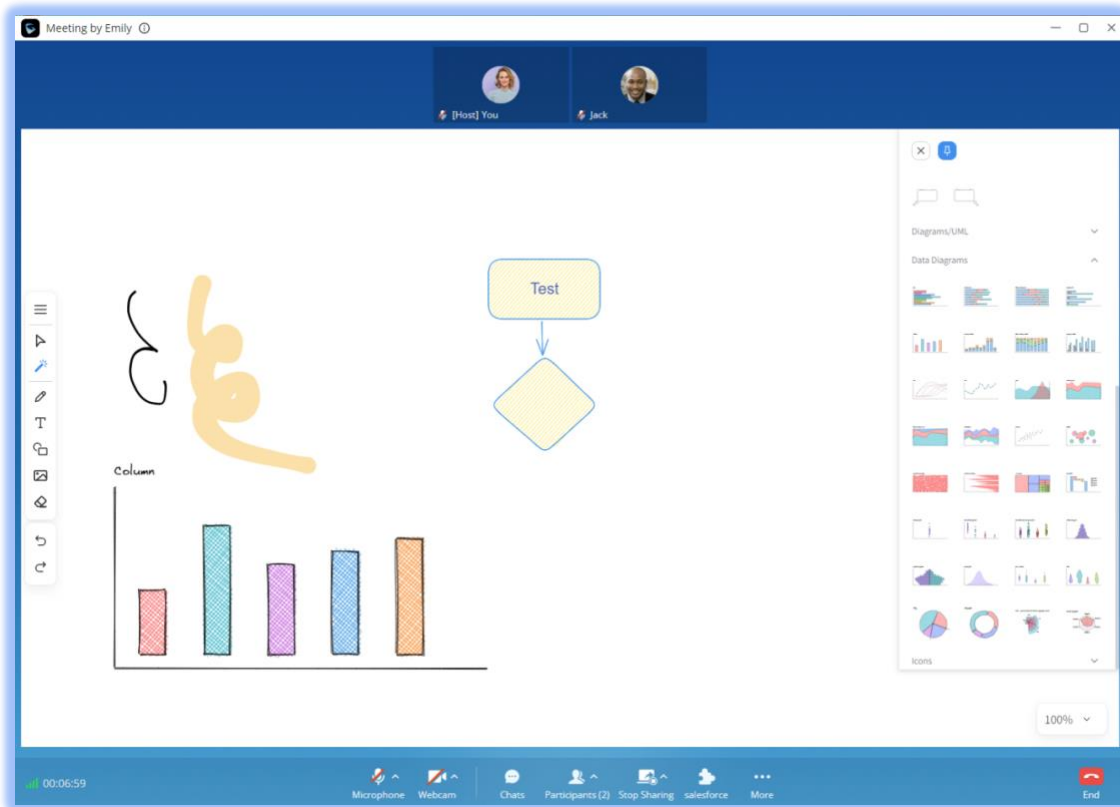 Meeting by Emily
[Host] You
Jack
Diagrams/UML
Data Diagrams
Test
Column
Icons
100%
00:06:59
Microphone
Webcam
Chats
Participants (2)
Stop Sharing
salesforce
More
End